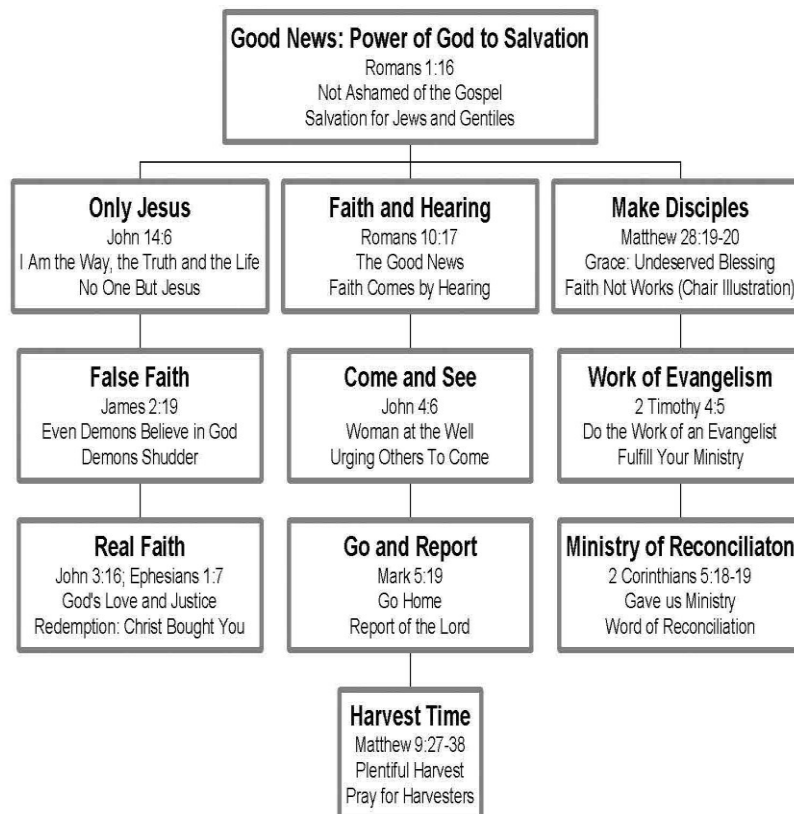 Good News: Power of God to Salvation
Romans 1:16
Not Ashamed of the Gospel
Salvation for Jews and Gentiles
Only Jesus
John 14:6
I Am the Way, the Truth and the Life
No One But Jesus
Faith and Hearing
Romans 10:17
The Good News
Faith Comes by Hearing
Make Disciples
Matthew 28:19-20
Grace: Undeserved Blessing
Faith Not Works (Chair Illustration)
False Faith
James 2:19
Even Demons Believe in God
Demons Shudder
Come and See
John 4:6
Woman at the Well
Urging Others To Come
Work of Evangelism
2 Timothy 4:5
Do the Work of an Evangelist
Fulfill Your Ministry
Real Faith
John 3:16; Ephesians 1:7
God's Love and Justice
Redemption: Christ Bought You
Go and Report
Mark 5:19
Go Home
Report of the Lord
Ministry of Reconciliaton
2 Corinthians 5:18-19
Gave us Ministry
Word of Reconciliation
Harvest Time
Matthew 9:27-38
Plentiful Harvest
Pray for Harvesters